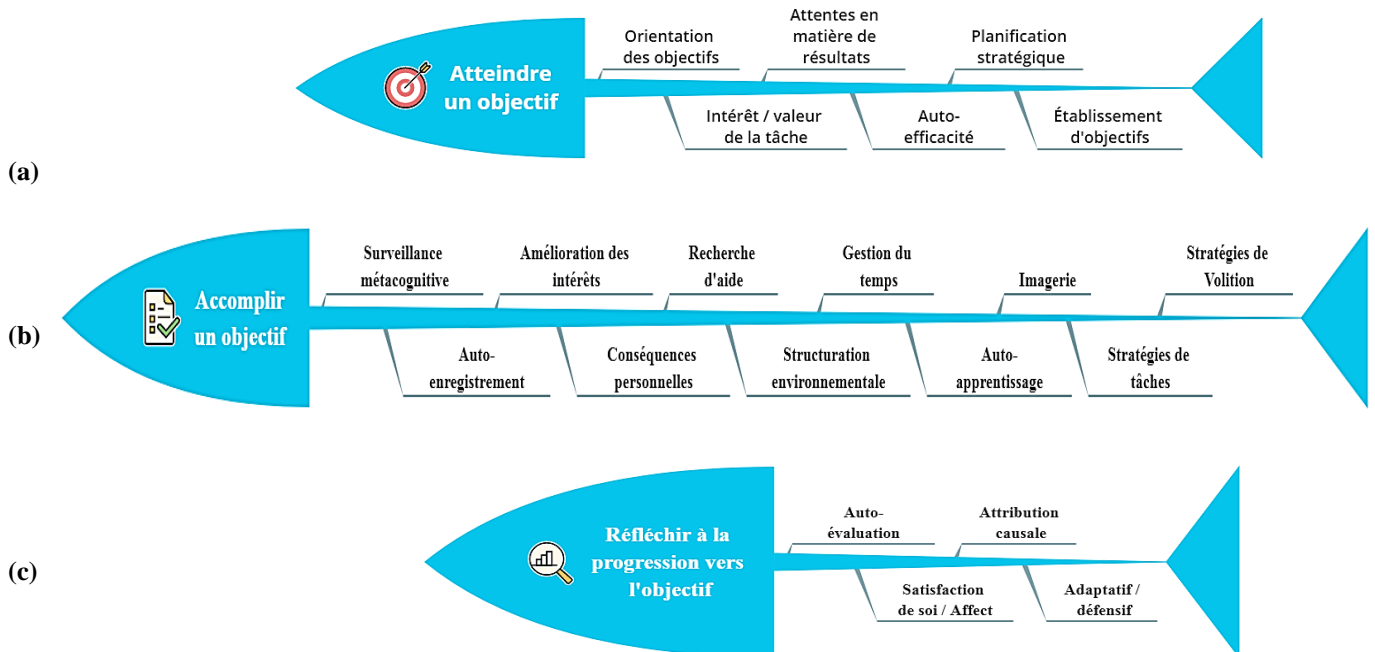 (a)
Atteindre
un objectif
Orientation
des objectifs
Attentes en
matière de
résultats
Planification
stratégique
Intérêt / valeur
de la tâche
Auto-
efficacité
Établissement
d'objectifs
(b)
Accomplir
un objectif
Surveillance
métacognitive
Amélioration des
intérêts
Recherche
d'aide
Gestion du
temps
Imagerie
Stratégies de
Volition
Auto-
enregistrement
Conséquences
personnelles
Structuration
environnementale
Auto-
apprentissage
Stratégies de
tâches
(c)
Réfléchir à la
progression vers
l'objectif
Auto-
évaluation
Attribution
causale
Satisfaction
de soi / Affect
Adaptatif /
défensif